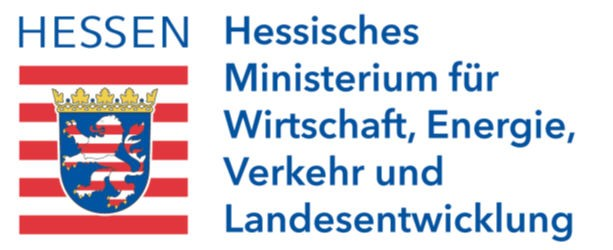 HESSEN
Hessisches
Ministerium für
Wirtschaft, Energie,
Verkehr und
Landesentwicklung